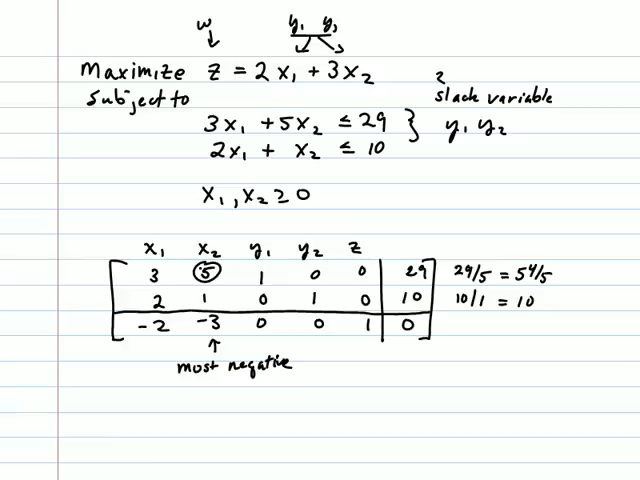 w y₁ y₂
Maximize z = 2x₁ + 3x₂
subject to
2
slack variable
3x₁ + 5x₂ ≤ 29 } y₁ y₂
2x₁ + x₂ ≤ 10
x₁, x₂ ≥ 0
x₁ x₂ y₁ y₂ z
3 5 1 0 0 29 29/5 = 5 4/5
2 1 0 1 0 10 10/1 = 10
-2 -3 0 0 1 0
most negative